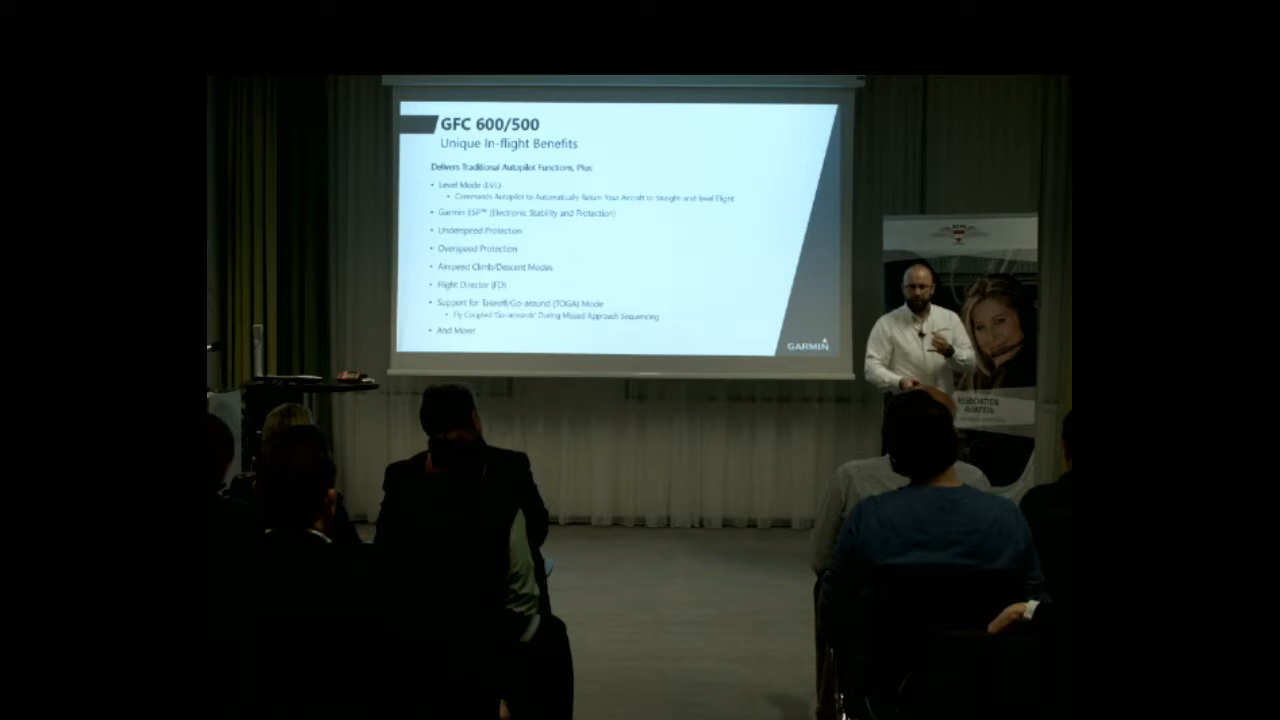 GFC 600/500
Unique In-flight Benefits
Delivers Traditional Autopilot Functions, Plus:
• Level Mode (LVL)
• Commands Autopilot to Automatically Return Your Aircraft to Straight-and-level Flight
• Garmin ESP™ (Electronic Stability and Protection)
• Underspeed Protection
• Overspeed Protection
• Airspeed Climb/Descent Modes
• Flight Director (FD)
• Support for Takeoff/Go-around (TOGA) Mode
• Fly Coupled 'Go-arounds' During Missed Approach Sequencing
• And More!
GARMIN
ASSOCIATION
AVIATION